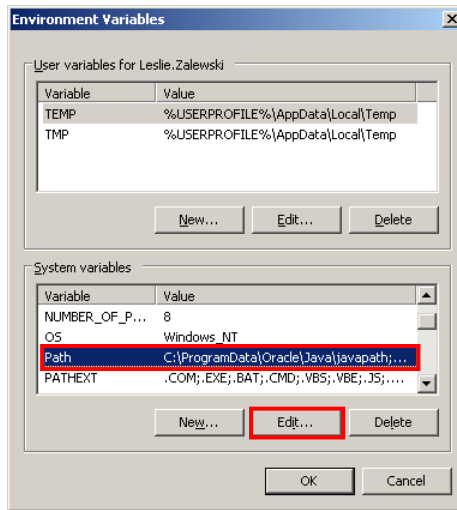 Environment Variables
User variables for Leslie.Zalewski
Variable Value
TEMP %USERPROFILE%\AppData\Local\Temp
TMP %USERPROFILE%\AppData\Local\Temp
New... Edit... Delete
System variables
Variable Value
NUMBER_OF_P... 8
OS Windows_NT
Path C:\ProgramData\Oracle\Java\javapath;...
PATHEXT .COM;.EXE;.BAT;.CMD;.VBS;.VBE;.JS;....
New... Edit... Delete
OK Cancel